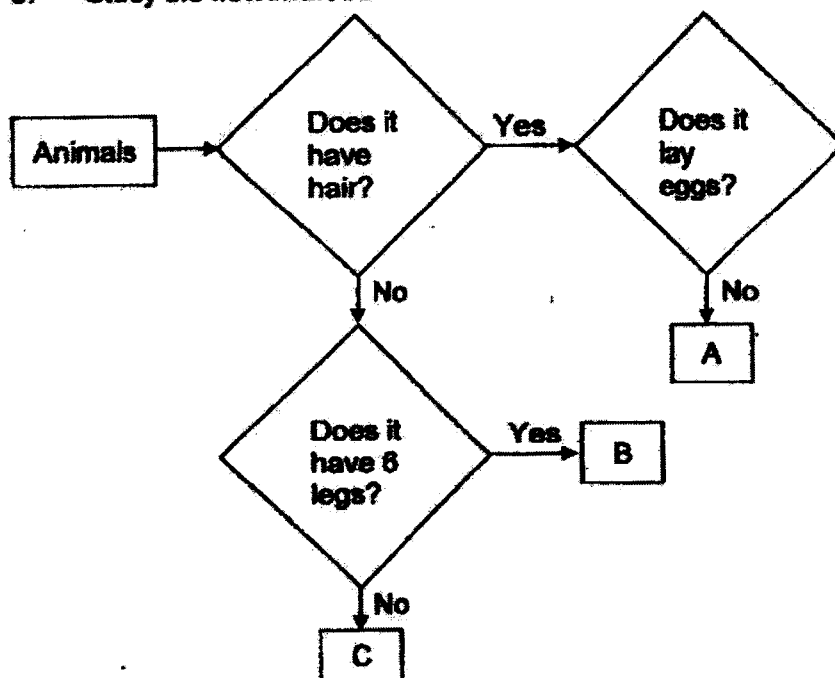 Animals
Does it
have
hair?
Yes
Does it
lay
eggs?
No
No
A
Does it
have 6
legs?
Yes
B
No
C